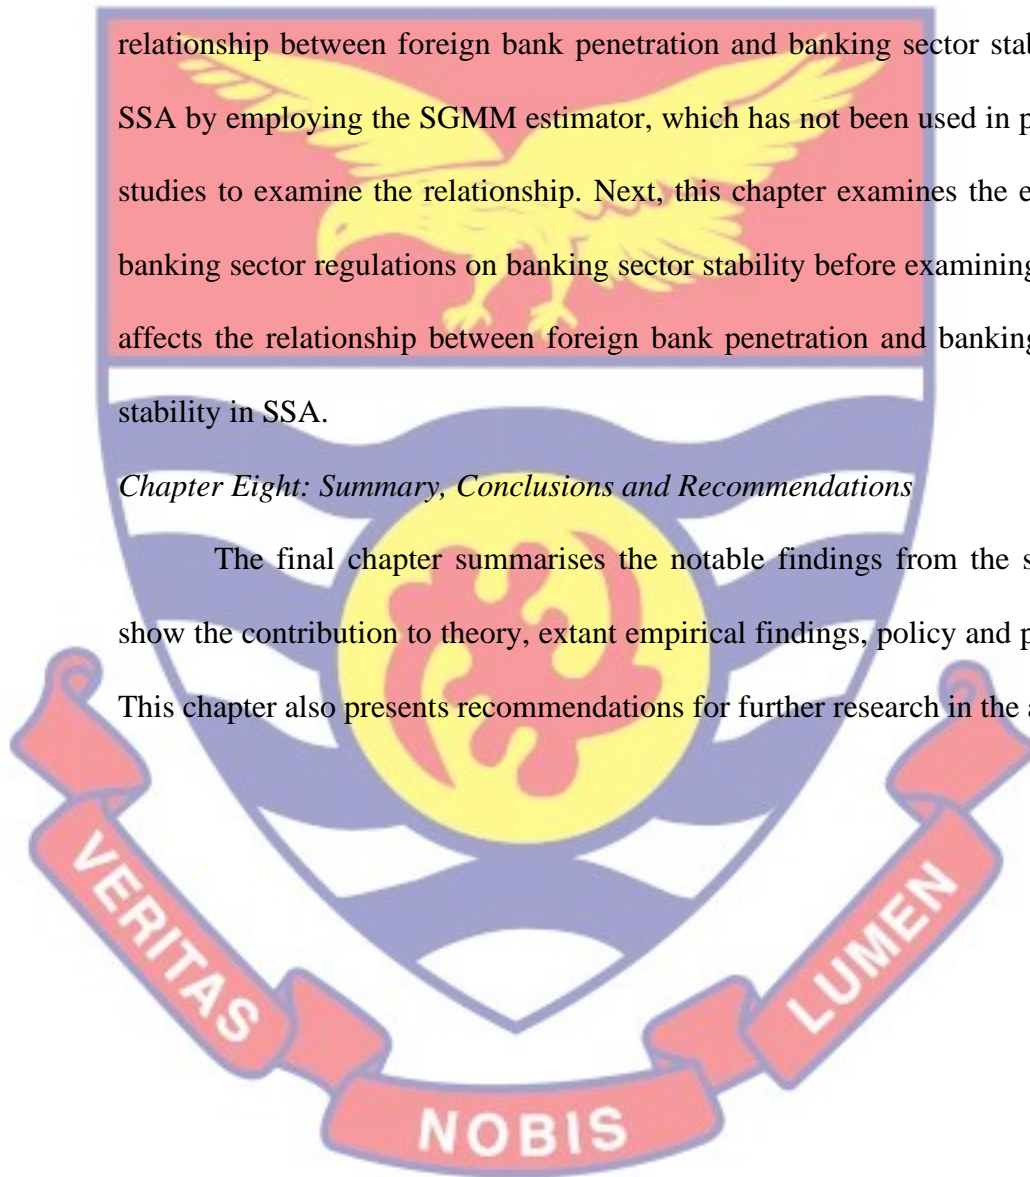 relationship between foreign bank penetration and banking sector
SSA by employing the SGMM estimator, which has not been used in
studies to examine the relationship. Next, this chapter examines the
banking sector regulations on banking sector stability before examining
affects the relationship between foreign bank penetration and banking
stability in SSA.
Chapter Eight: Summary, Conclusions and Recommendations
The final chapter summarises the notable findings from the
show the contribution to theory, extant empirical findings, policy and
This chapter also presents recommendations for further research in the
VERITAS
NOBIS
LUMEN